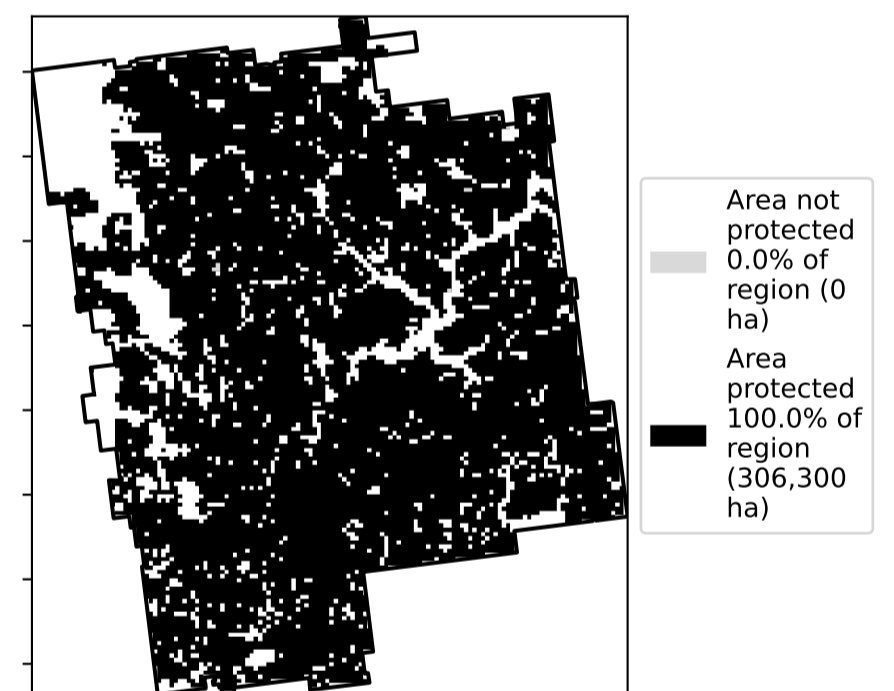 Area not
protected
0.0% of
region (0
ha)
Area
protected
100.0% of
region
(306,300
ha)